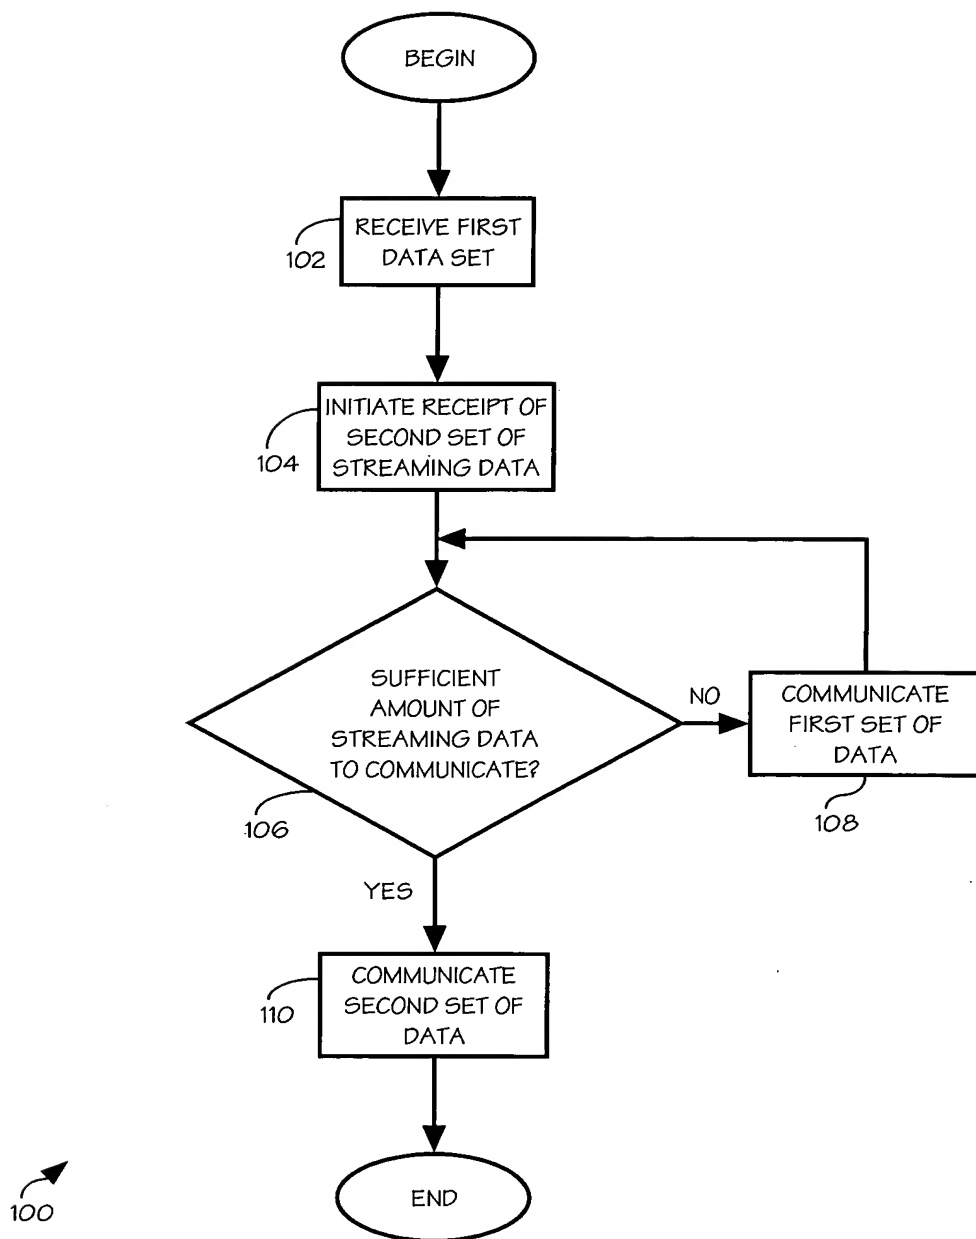 BEGIN
RECEIVE FIRST
DATA SET
102
INITIATE RECEIPT OF
SECOND SET OF
STREAMING DATA
104
SUFFICIENT
AMOUNT OF
STREAMING DATA
TO COMMUNICATE?
106
NO
COMMUNICATE
FIRST SET OF
DATA
108
YES
COMMUNICATE
SECOND SET OF
DATA
110
END
100